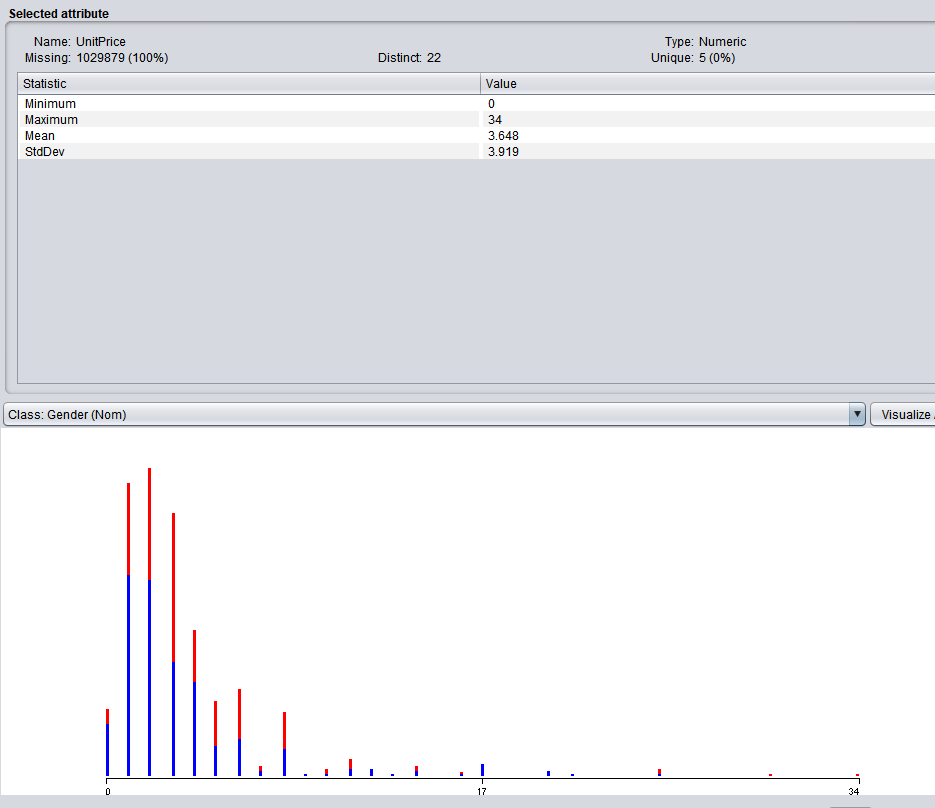 Selected attribute
Name: UnitPrice Type: Numeric
Missing: 1029879 (100%) Distinct: 22 Unique: 5 (0%)
Statistic Value
Minimum 0
Maximum 34
Mean 3.648
StdDev 3.919
Class: Gender (Nom) Visualize
0 17 34